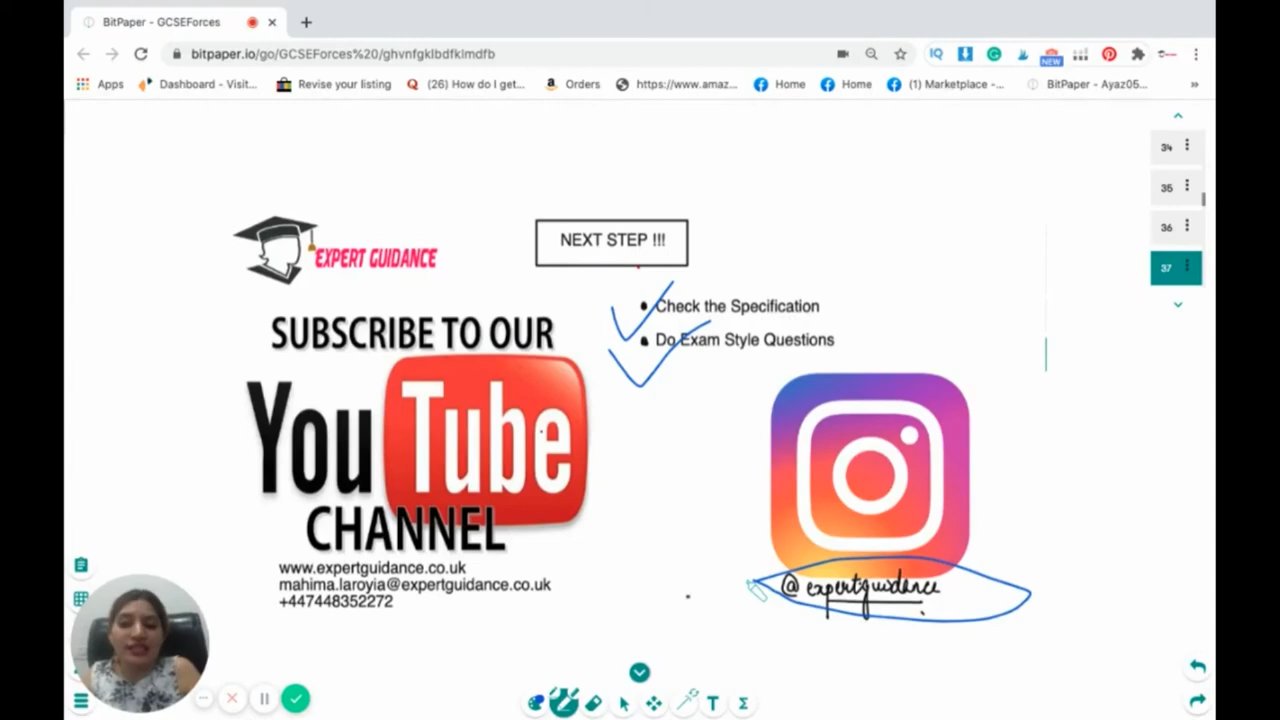 BitPaper - GCSEForces
bitpaper.io/go/GCSEForces%20/ghvnfgklbdfklmdfb
Apps
Dashboard - Visit...
Revise your listing
(26) How do I get...
Orders
https://www.amaz...
Home
Home
(1) Marketplace -...
BitPaper - Ayaz05...
NEW
34
35
36
37
EXPERT GUIDANCE
NEXT STEP !!!
Check the Specification
Do Exam Style Questions
SUBSCRIBE TO OUR
YouTube
CHANNEL
www.expertguidance.co.uk
mahima.laroyia@expertguidance.co.uk
+447448352272
@expertguidance